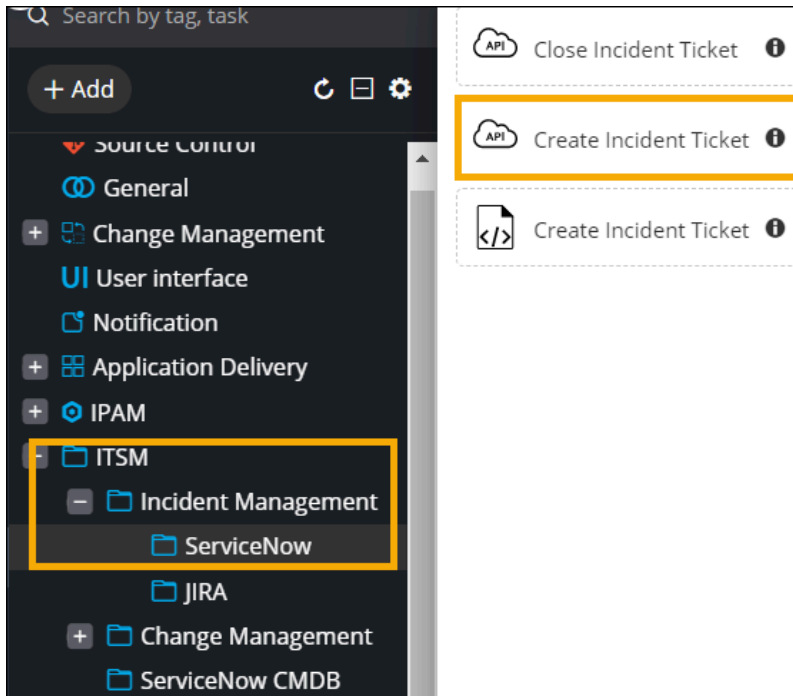 Search by tag, task
+ Add
Source Control
General
Change Management
UI User interface
Notification
Application Delivery
IPAM
ITSM
Incident Management
ServiceNow
JIRA
Change Management
ServiceNow CMDB
API Close Incident Ticket
API Create Incident Ticket
</> Create Incident Ticket